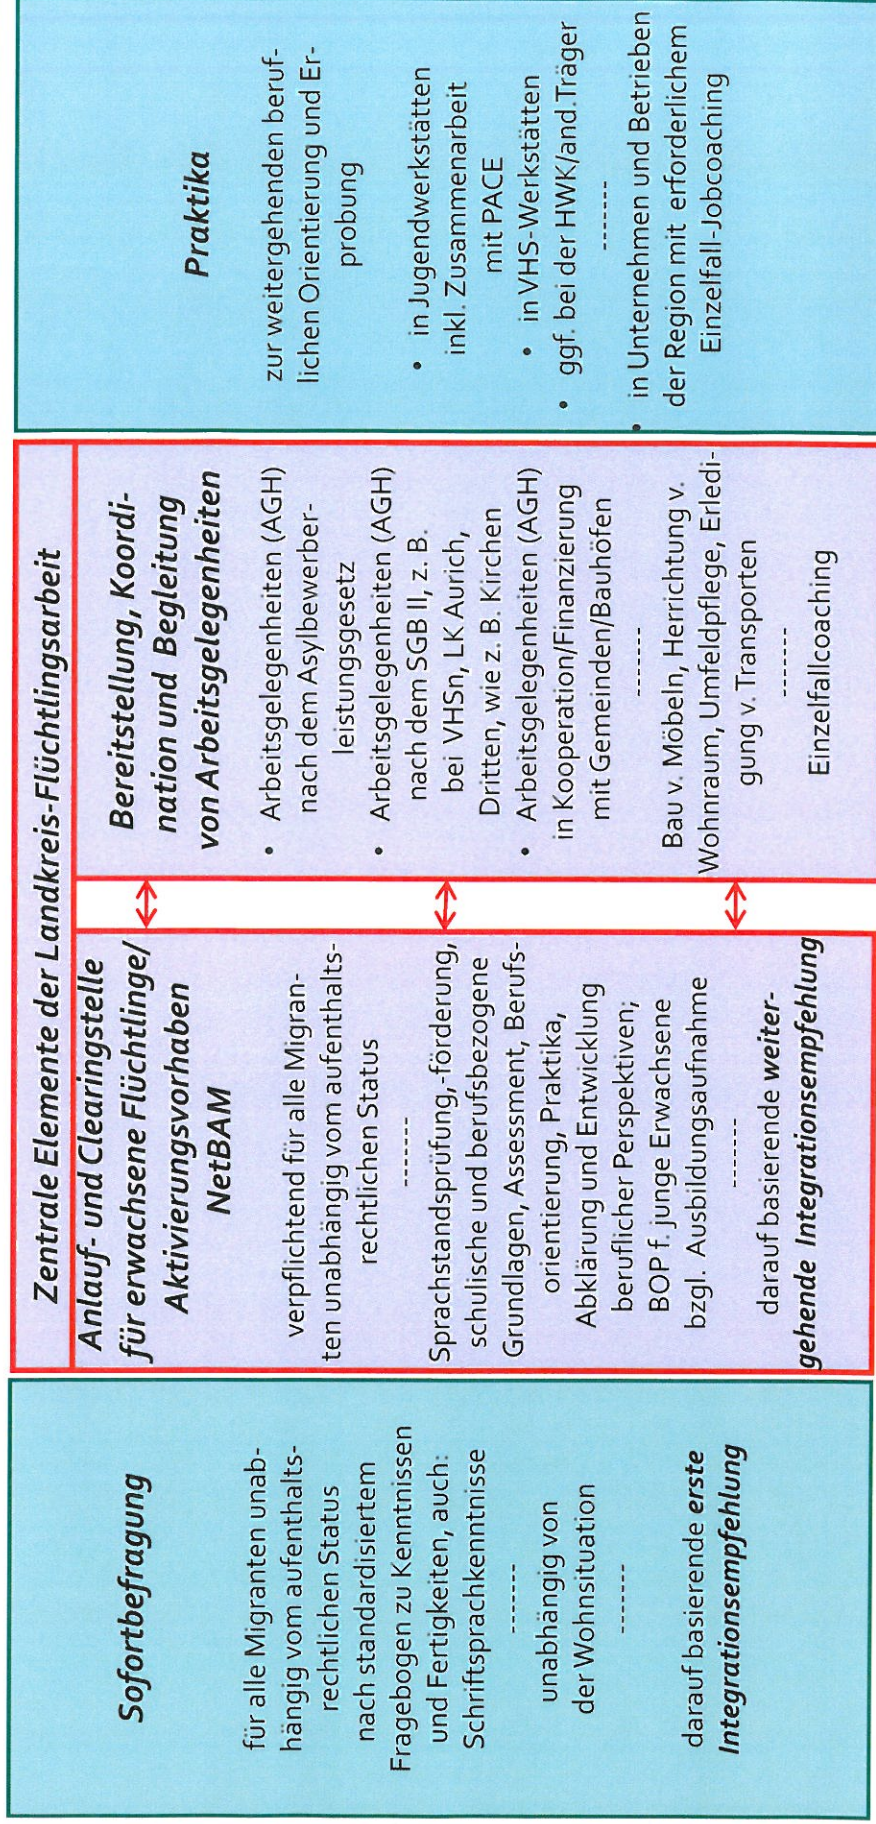 Sofortbefragung
für alle Migranten unab-
hängig vom aufenthalts-
rechtlichen Status
nach standardisiertem
Fragebogen zu Kenntnissen
und Fertigkeiten, auch:
Schriftsprachkenntnisse
-------
unabhängig von
der Wohnsituation
-------
darauf basierende erste
Integrationsempfehlung
Zentrale Elemente der Landkreis-Flüchtlingsarbeit
Anlauf- und Clearingstelle
für erwachsene Flüchtlinge/
Aktivierungsvorhaben
NetBAM
verpflichtend für alle Migran-
ten unabhängig vom aufenthalts-
rechtlichen Status
-------
Sprachstandsprüfung,-förderung,
schulische und berufsbezogene
Grundlagen, Assessment, Berufs-
orientierung, Praktika,
Abklärung und Entwicklung
beruflicher Perspektiven;
BOP f. junge Erwachsene
bzgl. Ausbildungsaufnahme
-------
darauf basierende weiter-
gehende Integrationsempfehlung
Bereitstellung, Koordi-
nation und Begleitung
von Arbeitsgelegenheiten
• Arbeitsgelegenheiten (AGH)
nach dem Asylbewerber-
leistungsgesetz
• Arbeitsgelegenheiten (AGH)
nach dem SGB II, z. B.
bei VHSn, LK Aurich,
Dritten, wie z. B. Kirchen
• Arbeitsgelegenheiten (AGH)
in Kooperation/Finanzierung
mit Gemeinden/Bauhöfen
-------
Bau v. Möbeln, Herrichtung v.
Wohnraum, Umfeldpflege, Erledi-
gung v. Transporten
-------
Einzelfallcoaching
Praktika
zur weitergehenden beruf-
lichen Orientierung und Er-
probung
• in Jugendwerkstätten
inkl. Zusammenarbeit
mit PACE
• in VHS-Werkstätten
• ggf. bei der HWK/and.Träger
-------
• in Unternehmen und Betrieben
der Region mit erforderlichem
Einzelfall-Jobcoaching